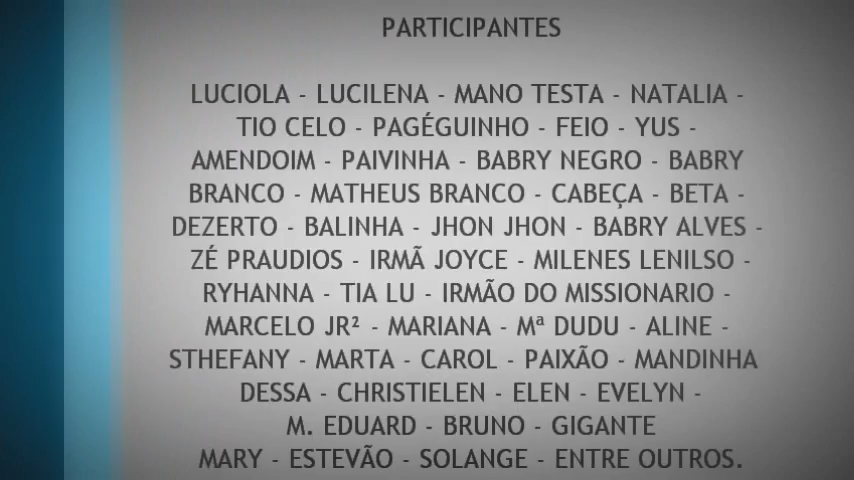 PARTICIPANTES
LUCIOLA - LUCILENA - MANO TESTA - NATALIA -
TIO CELO - PAGÉGUINHO - FEIO - YUS -
AMENDOIM - PAIVINHA - BABRY NEGRO - BABRY
BRANCO - MATHEUS BRANCO - CABEÇA - BETA -
DEZERTO - BALINHA - JHON JHON - BABRY ALVES -
ZÉ PRAUDIOS - IRMÃ JOYCE - MILENES LENILSO -
RYHANNA - TIA LU - IRMÃO DO MISSIONARIO -
MARCELO JR² - MARIANA - Mª DUDU - ALINE -
STHEFANY - MARTA - CAROL - PAIXÃO - MANDINHA
DESSA - CHRISTIELEN - ELEN - EVELYN -
M. EDUARD - BRUNO - GIGANTE
MARY - ESTEVÃO - SOLANGE - ENTRE OUTROS.